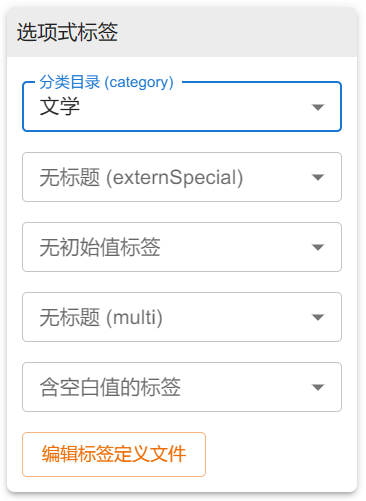 选项式标签
分类目录 (category)
文学
无标题 (externSpecial)
无初始值标签
无标题 (multi)
含空白值的标签
编辑标签定义文件